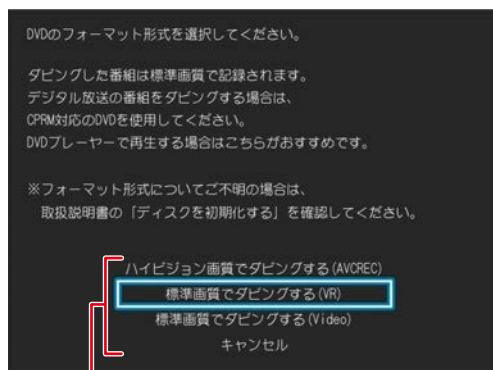 DVDのフォーマット形式を選択してください。
ダビングした番組は標準画質で記録されます。
デジタル放送の番組をダビングする場合は、
CPRM対応のDVDを使用してください。
DVDプレーヤーで再生する場合はこちらがおすすめです。
※フォーマット形式についてご不明の場合は、
取扱説明書の「ディスクを初期化する」を確認してください。
ハイビジョン画質でダビングする(AVCREC)
標準画質でダビングする(VR)
標準画質でダビングする(Video)
キャンセル